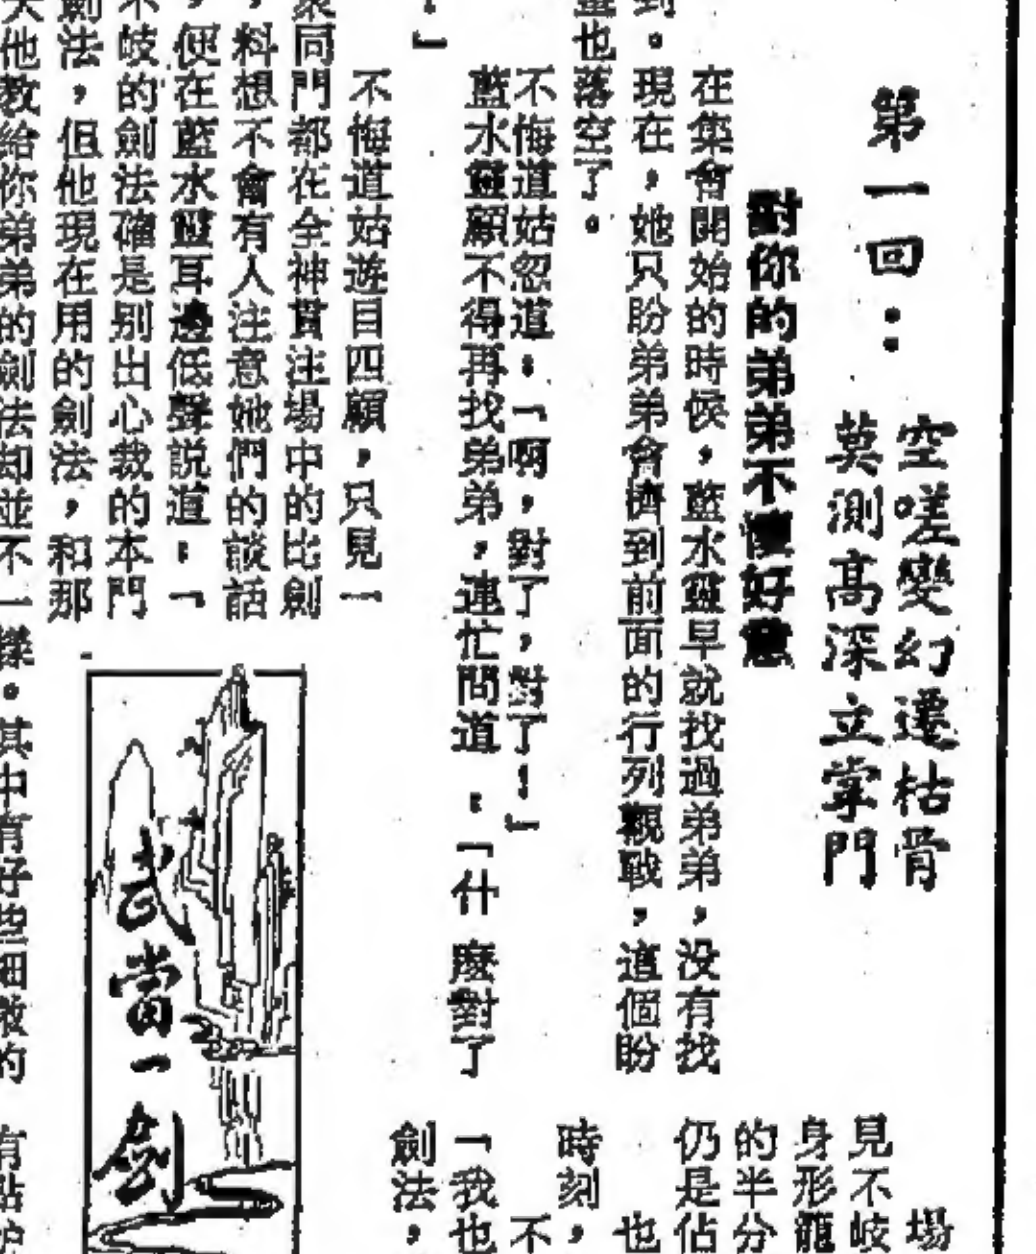 第一回：
空嗟變幻遷枯骨
莫測高深立掌門
對你的弟弟不懷好意
在集會開始的時候，藍水靈早就找過弟弟，没有找
到。現在，她只盼弟弟會擠到前面的行列觀戰，這個盼
也落空了。
不悔道姑忽道：「啊，對了，對了！」
藍水靈顧不得再找弟弟，連忙問道：「什麼對了
」
不悔道姑遊目四顧，只見一
同門都在全神貫注場中的比劍
，料想不會有人注意她們的談話
，便在藍水靈耳邊低聲説道：「
不岐的劍法確是别出心裁的本門
劍法，但他現在用的劍法，和那
他教給你弟弟的劍法却並不一樣。其中有好些細緻的
武當一劍
場
見不岐
身形
的半分
仍是佔
也
時刻，
不
「我也
劍法，
有點